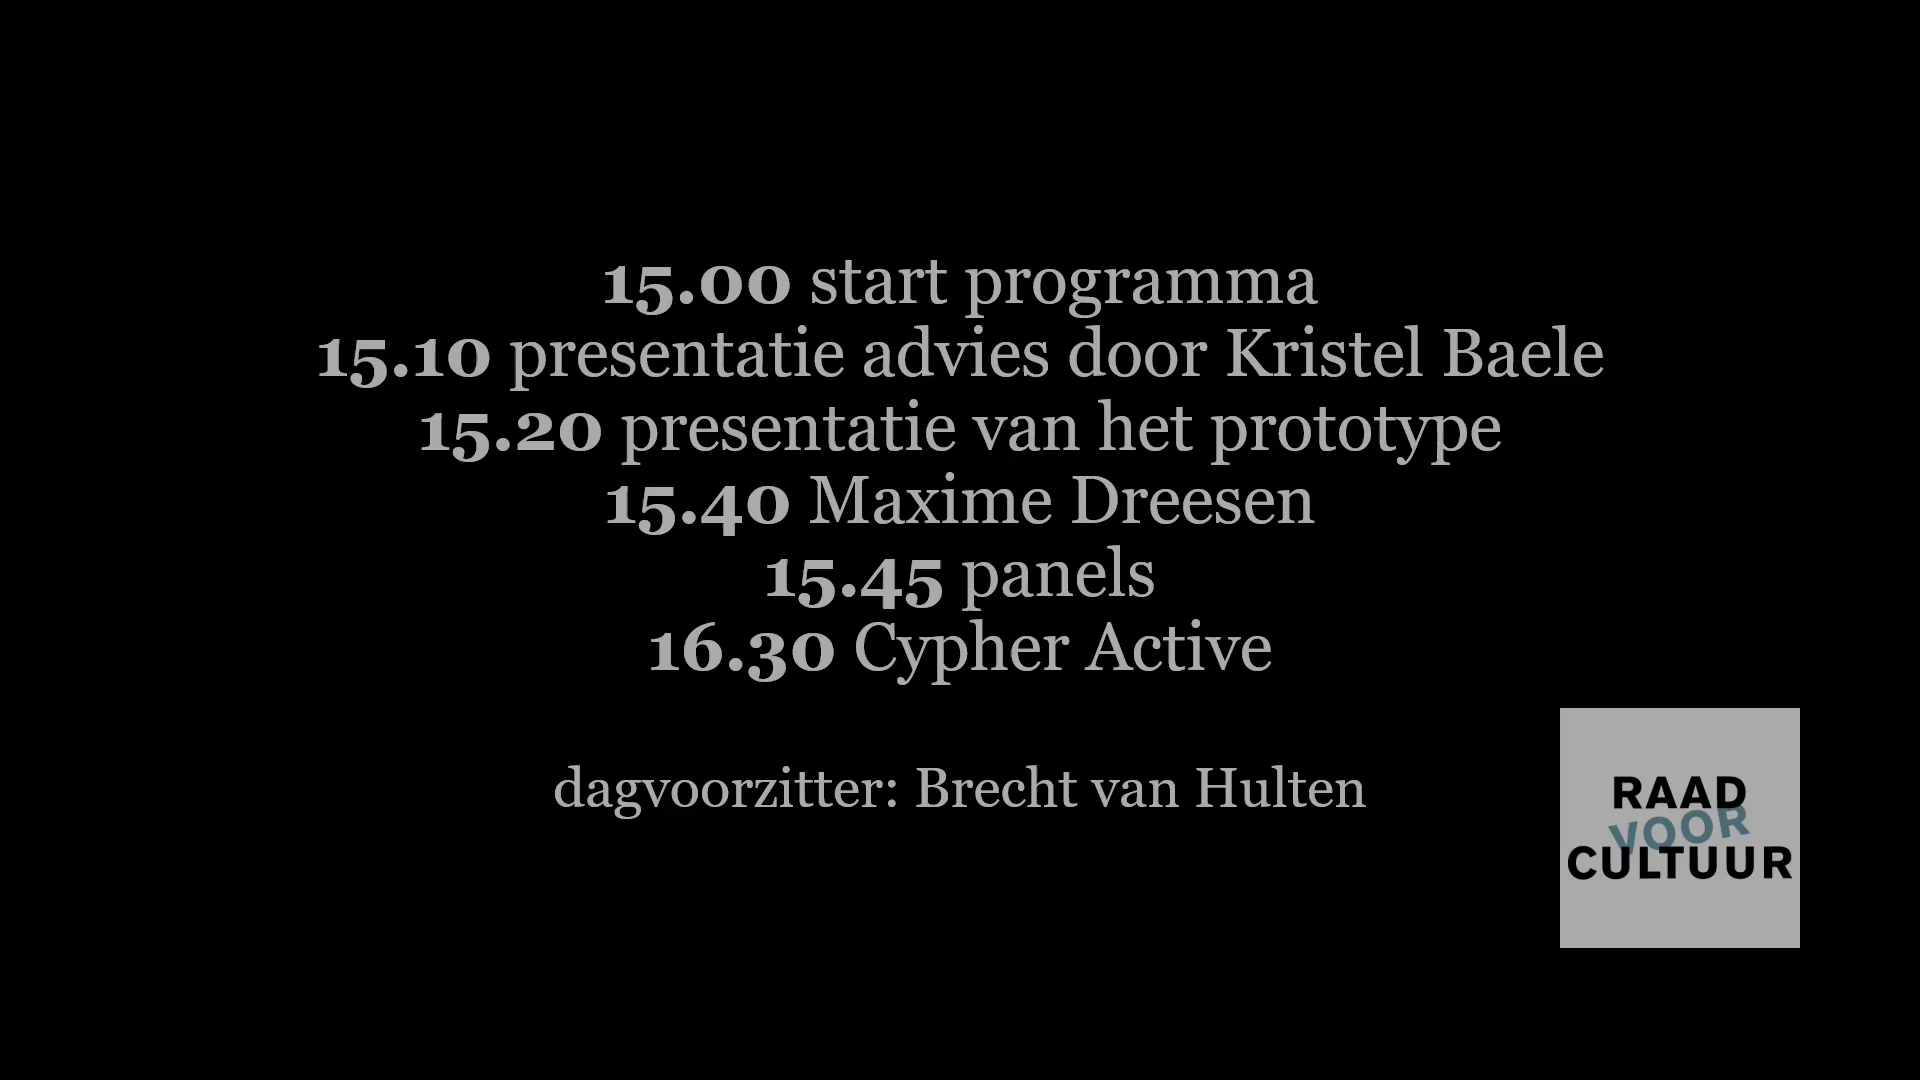 15.00 start programma
15.10 presentatie advies door Kristel Baele
15.20 presentatie van het prototype
15.40 Maxime Dreesen
15.45 panels
16.30 Cypher Active
dagvoorzitter: Brecht van Hulten
RAAD
VOOR
CULTUUR